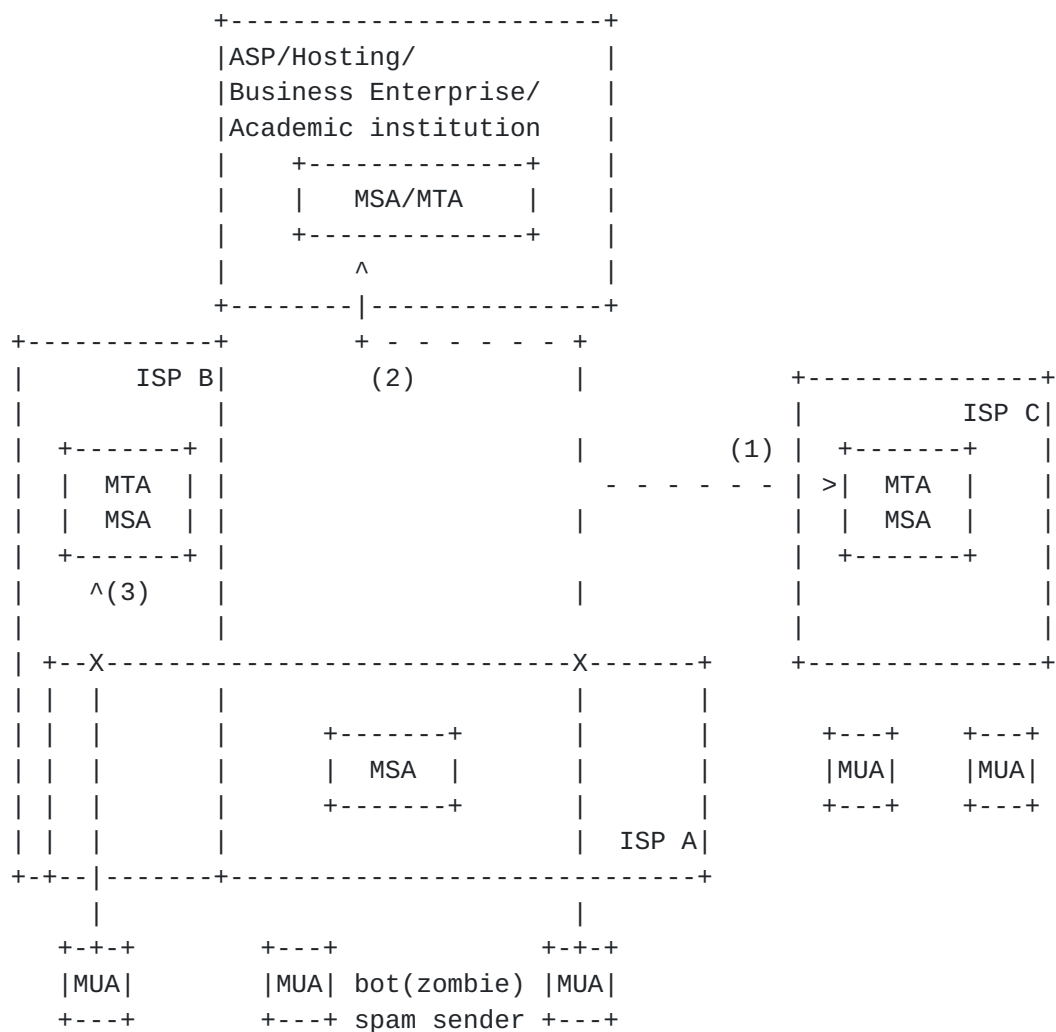 ASP/Hosting/
Business Enterprise/
Academic institution
MSA/MTA
ISP B
(2)
ISP C
(1)
MTA
MSA
MTA
MSA
(3)
MSA
MUA
MUA
ISP A
MUA
MUA
bot(zombie)
spam sender
MUA